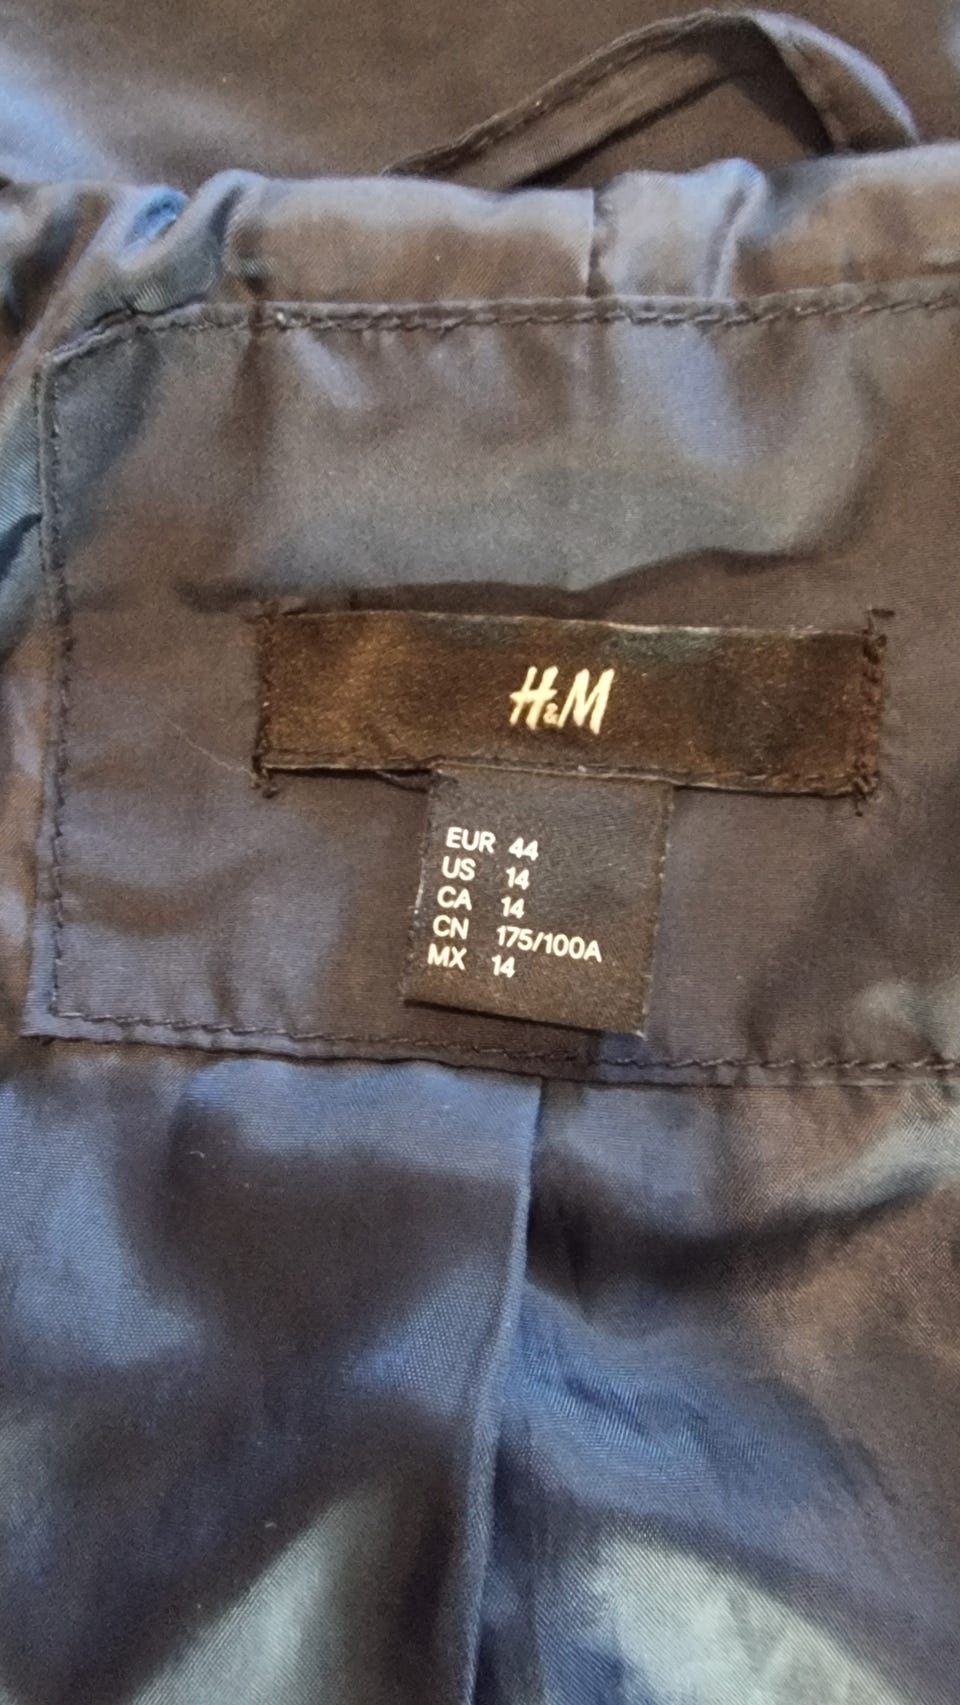 H&M
EUR 44
US 14
CA 14
CN 175/100A
MX 14